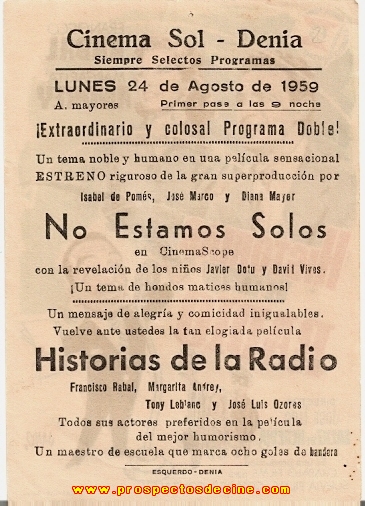 Cinema Sol - Denia
Siempre Selectos Programas
LUNES 24 de Agosto de 1959
A. mayores Primer pase a las 9 noche
¡Extraordinario y colosal Programa Doble!
Un tema noble y humano en una película sensacional
ESTRENO riguroso de la gran superproducción por
Isabel de Pomés, José Marco y Diana Mayer
No Estamos Solos
en CinemaScope
con la revelación de los niños Javier Dotu y David Vives.
¡Un tema de hondos matices humanos!
Un mensaje de alegría y comicidad inigualables.
Vuelve ante ustedes la tan elogiada película
Historias de la Radio
Francisco Rabal, Margarita Andrey,
Tony Leblanc y José Luis Ozores
Todos sus actores preferidos en la película
del mejor humorismo.
Un maestro de escuela que marca ocho goles de bandera
ESQUERDO-DENIA
www.prospectosdecine.com